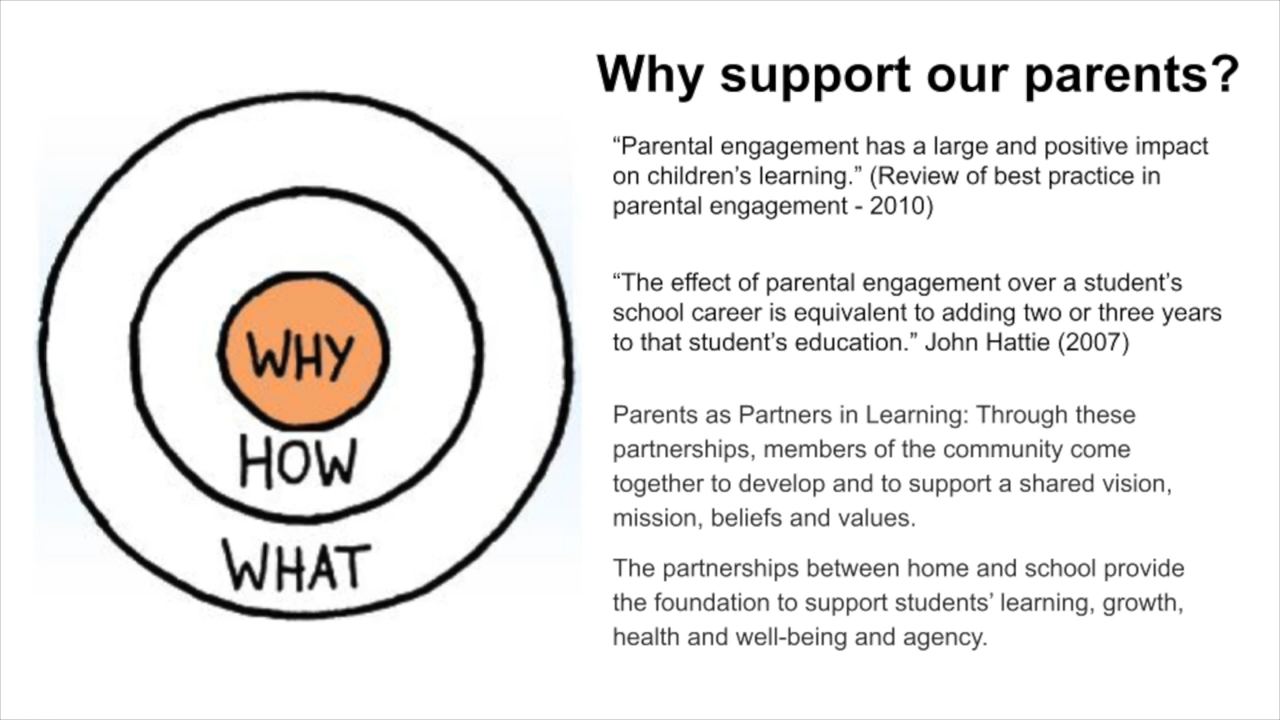 Why support our parents?
“Parental engagement has a large and positive impact
on children’s learning.” (Review of best practice in
parental engagement - 2010)
“The effect of parental engagement over a student’s
school career is equivalent to adding two or three years
to that student’s education.” John Hattie (2007)
Parents as Partners in Learning: Through these
partnerships, members of the community come
together to develop and to support a shared vision,
mission, beliefs and values.
The partnerships between home and school provide
the foundation to support students’ learning, growth,
health and well-being and agency.
WHY
HOW
WHAT